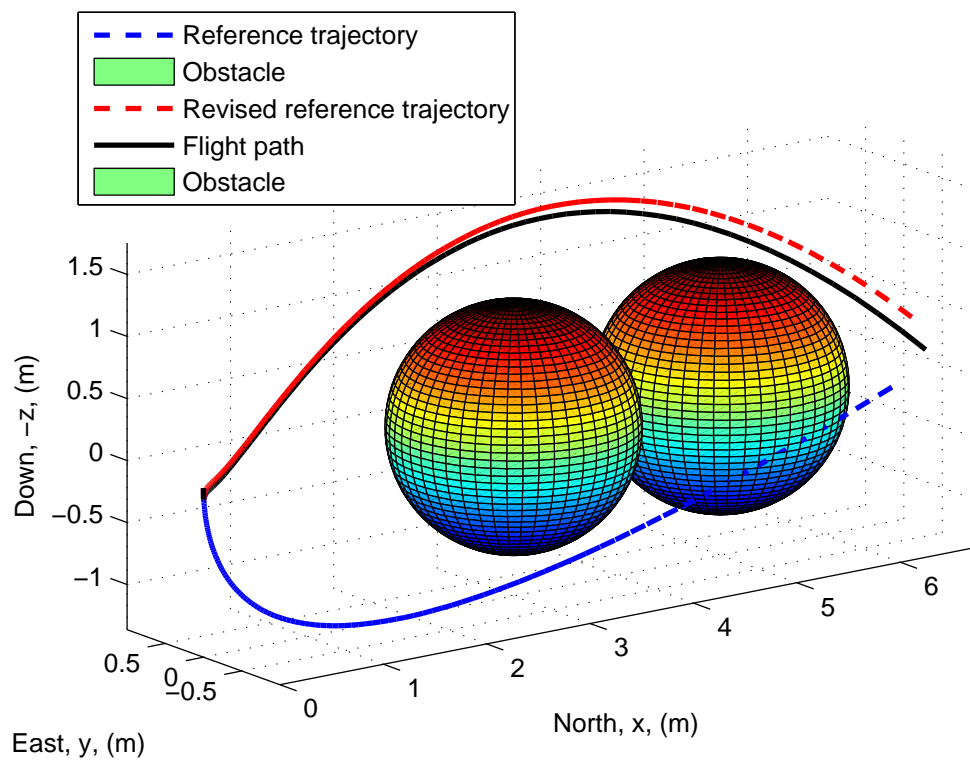 Reference trajectory
Obstacle
Revised reference trajectory
Flight path
Obstacle
1.5
1
0.5
0
−0.5
−1
Down, −z, (m)
0.5
0
−0.5
East, y, (m)
0
1
2
3
4
5
6
North, x, (m)